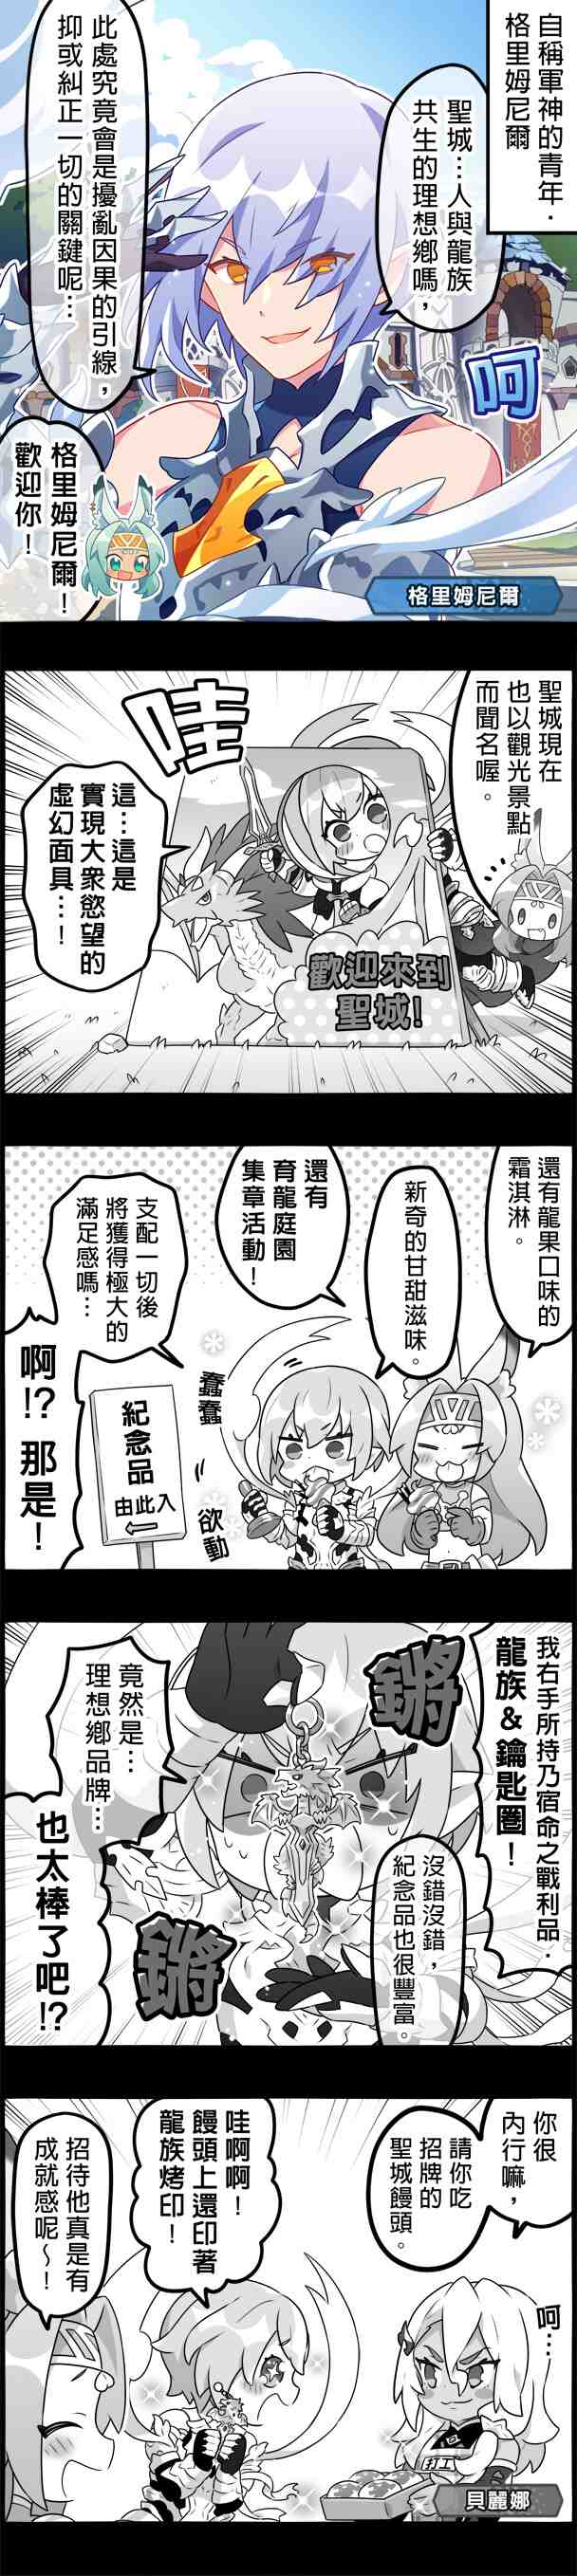 自稱軍神的青年．
格里姆尼爾
聖城…人與龍族
共生的理想鄉嗎，
此處究竟會是擾亂因果的引線，
抑或糾正一切的關鍵呢…
呵
格里姆尼爾！
歡迎你！
格里姆尼爾
聖城現在
也以觀光景點
而聞名喔。
哇
這…這是
實現大眾慾望的
虛幻面具…！
歡迎來到
聖城！
還有龍果口味的
霜淇淋。
新奇的甘甜滋味。
還有
育龍庭園
集章活動！
支配一切後
將獲得極大的
滿足感嗎…
蠢蠢
欲動
紀念品
由此入
←
啊!?那是！
我右手所持乃宿命之戰利品．
龍族＆鑰匙圈！
鏘
竟然是…
理想鄉品牌…
沒錯沒錯，
紀念品也很豐富。
鏘
也太棒了吧!?
你很
內行嘛，
請你吃
招牌的
聖城饅頭。
呵…
哇啊啊！
饅頭上還印著
龍族烤印！
招待他真是有
成就感呢～！
打工
貝麗娜